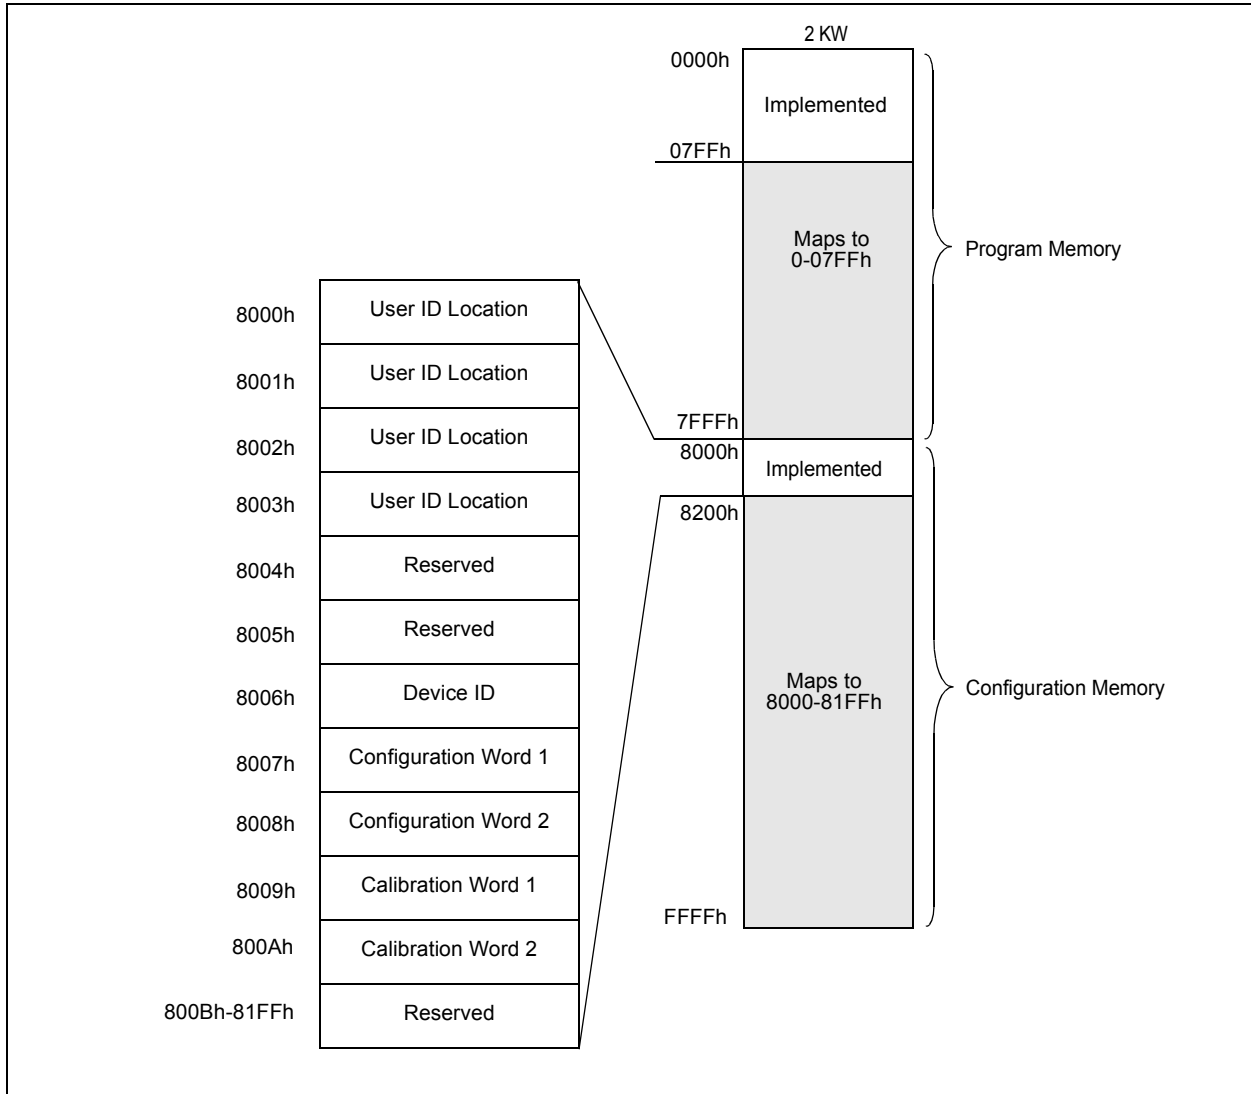 2 KW
0000h
Implemented
07FFh
Maps to
0-07FFh
Program Memory
7FFFh
8000h
Implemented
8200h
Maps to
8000-81FFh
Configuration Memory
FFFFh
8000h User ID Location
8001h User ID Location
8002h User ID Location
8003h User ID Location
8004h Reserved
8005h Reserved
8006h Device ID
8007h Configuration Word 1
8008h Configuration Word 2
8009h Calibration Word 1
800Ah Calibration Word 2
800Bh-81FFh Reserved